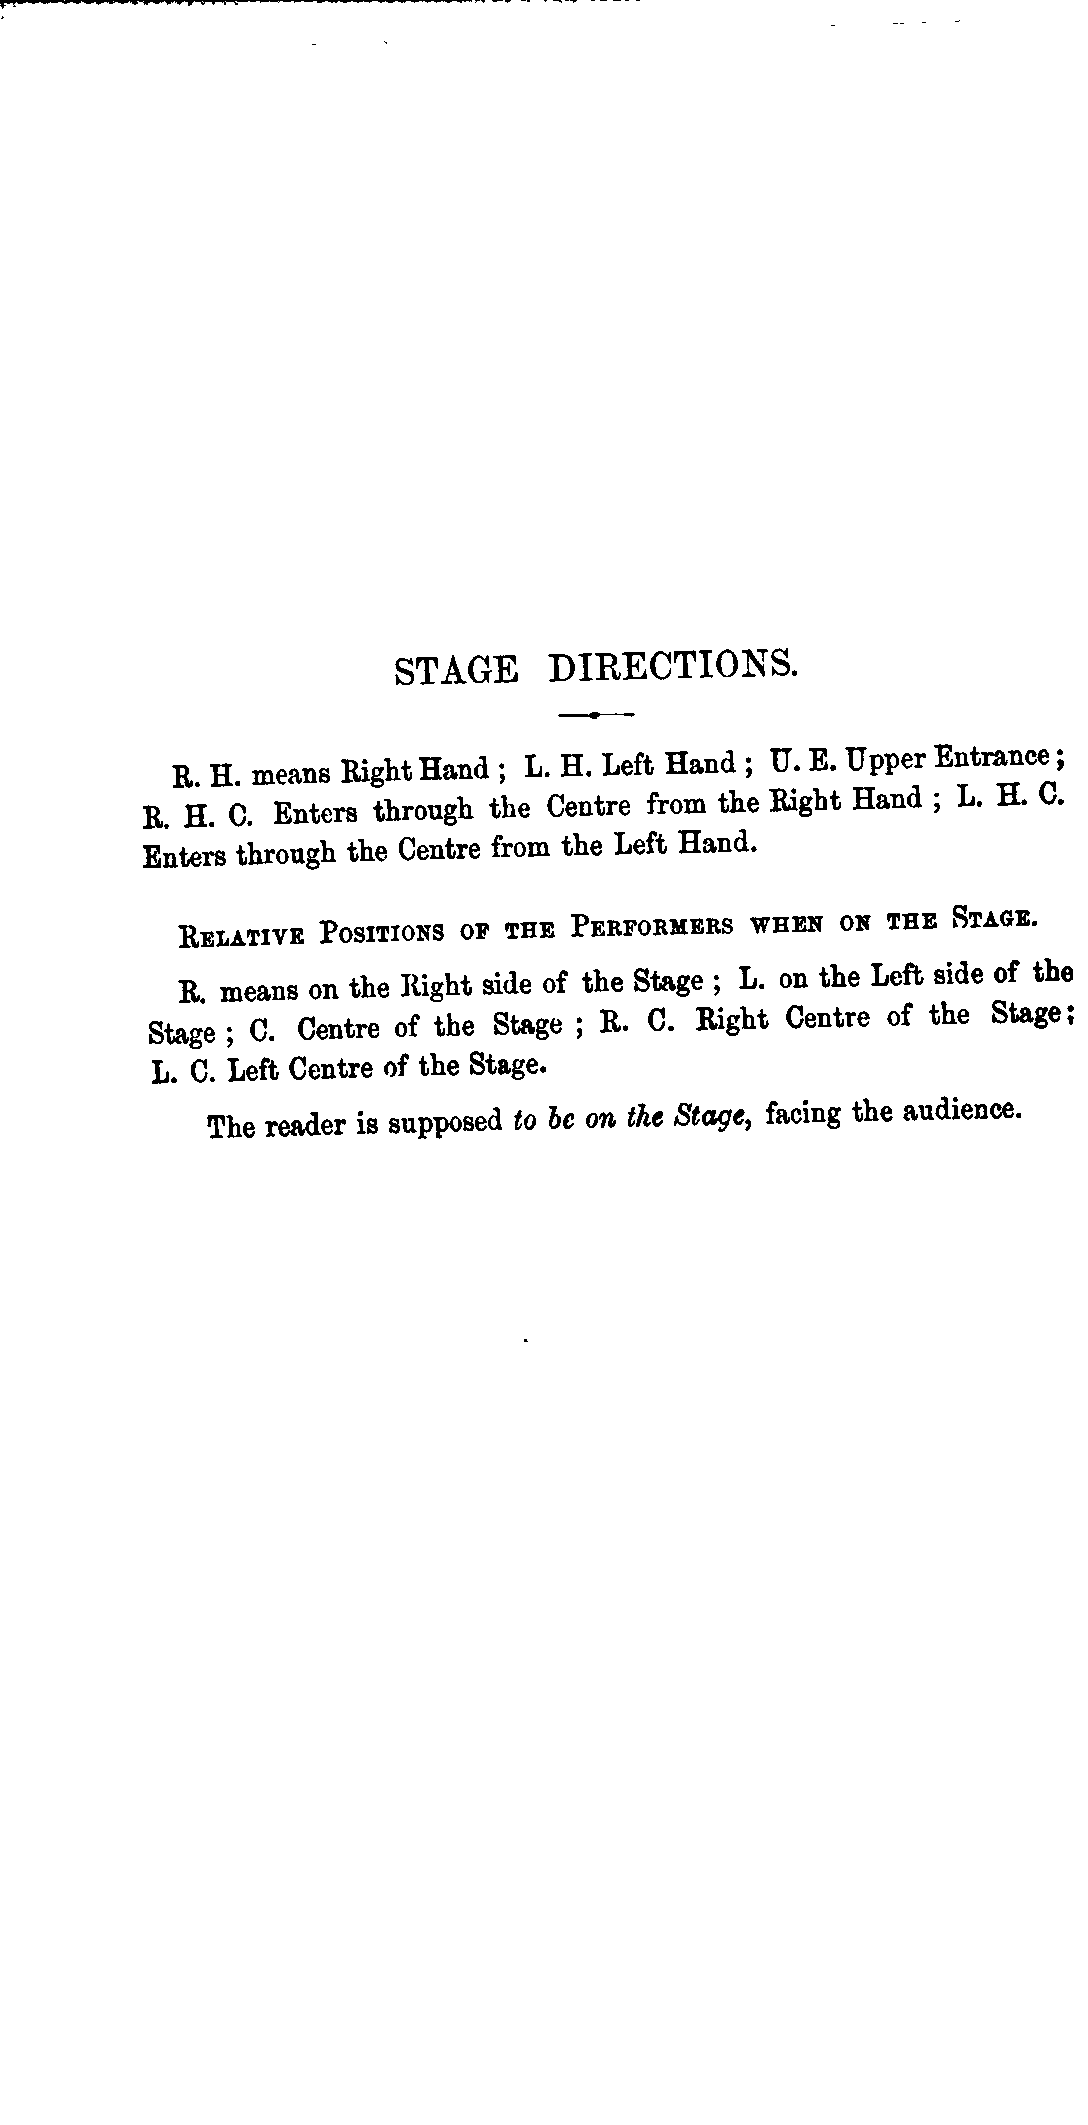 STAGE DIRECTIONS.
R. H. means Right Hand ; L. H. Left Hand ; U. E. Upper Entrance ;
R. H. C. Enters through the Centre from the Right Hand ; L. H. C.
Enters through the Centre from the Left Hand.
RELATIVE POSITIONS OF THE PERFORMERS WHEN ON THE STAGE.
R. means on the Right side of the Stage ; L. on the Left side of the
Stage ; C. Centre of the Stage ; R. C. Right Centre of the Stage ;
L. C. Left Centre of the Stage.
The reader is supposed to be on the Stage, facing the audience.